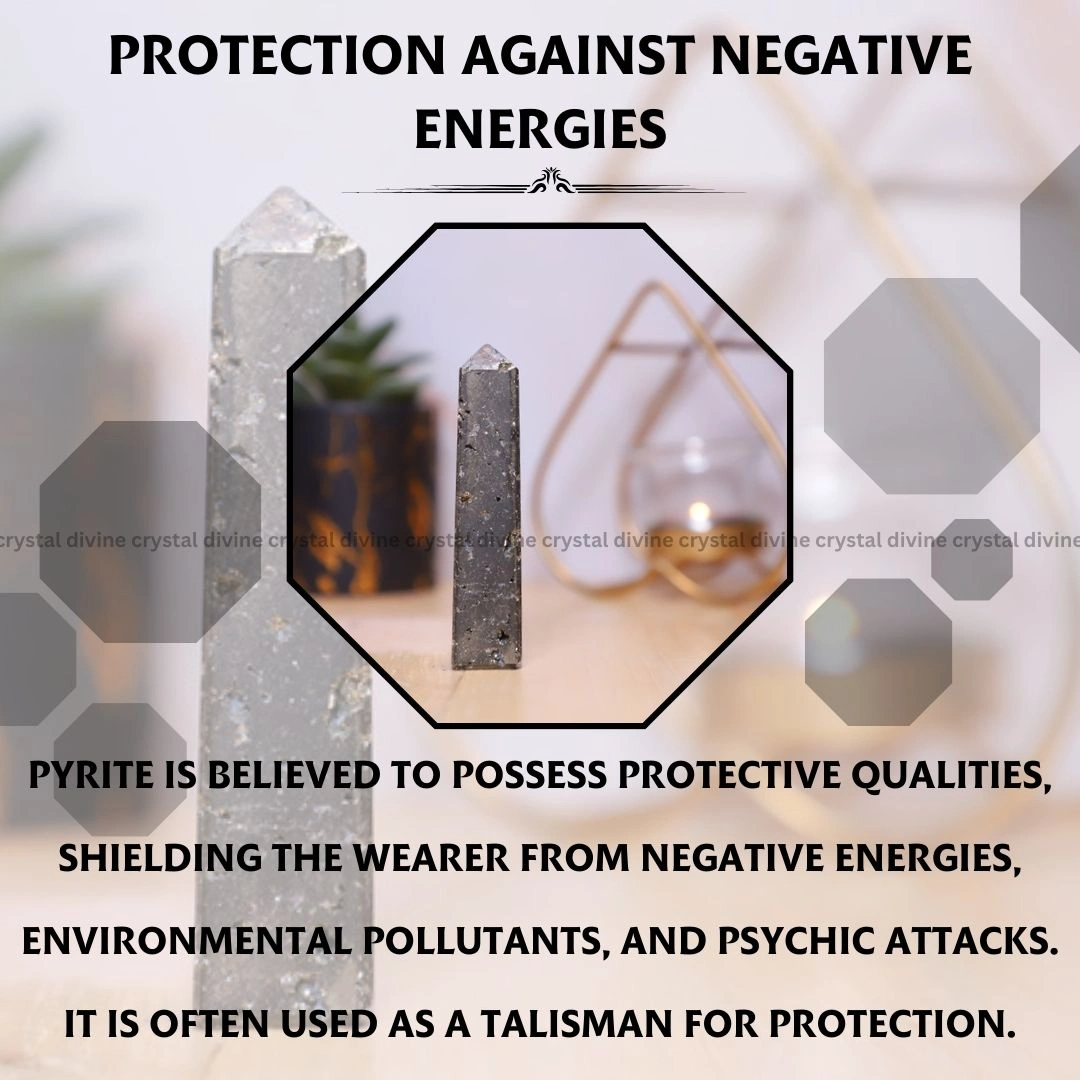 PROTECTION AGAINST NEGATIVE
ENERGIES
crystal divine crystal divine crystal divine crystal divine crystal divine crystal divine crystal divine crystal divine
PYRITE IS BELIEVED TO POSSESS PROTECTIVE QUALITIES,
SHIELDING THE WEARER FROM NEGATIVE ENERGIES,
ENVIRONMENTAL POLLUTANTS, AND PSYCHIC ATTACKS.
IT IS OFTEN USED AS A TALISMAN FOR PROTECTION.